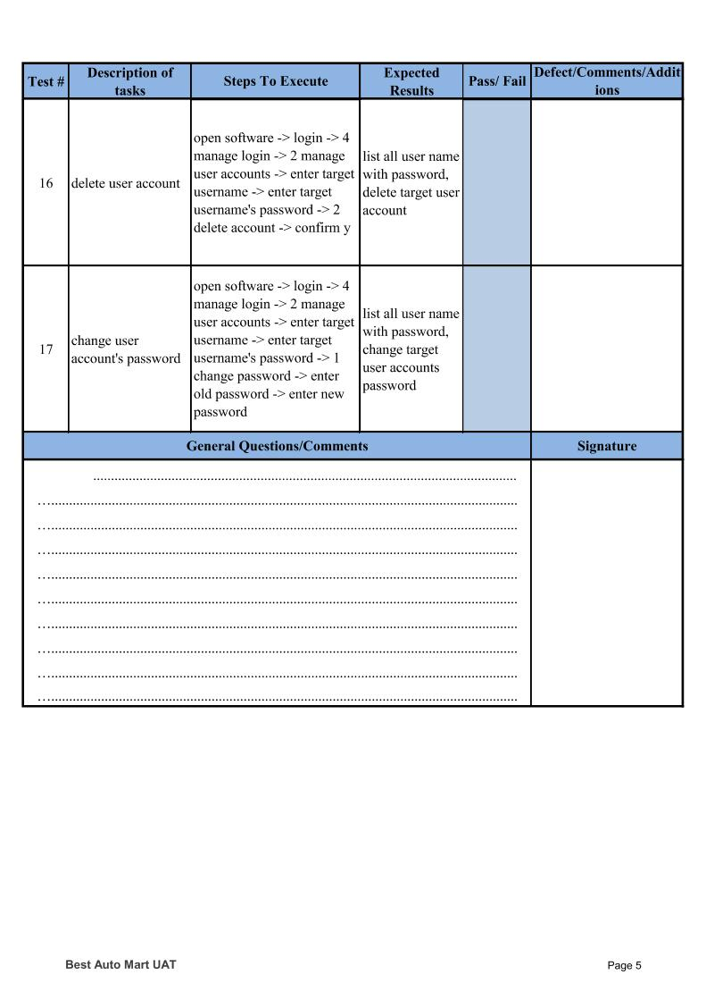 Test #
Description of
tasks
Steps To Execute
Expected
Results
Pass/ Fail
Defect/Comments/Addit
ions
16
delete user account
open software -> login -> 4
manage login -> 2 manage
user accounts -> enter target
username -> enter target
username's password -> 2
delete account -> confirm y
list all user name
with password,
delete target user
account
17
change user
account's password
open software -> login -> 4
manage login -> 2 manage
user accounts -> enter target
username -> enter target
username's password -> 1
change password -> enter
old password -> enter new
password
list all user name
with password,
change target
user accounts
password
General Questions/Comments
Signature
Best Auto Mart UAT
Page 5